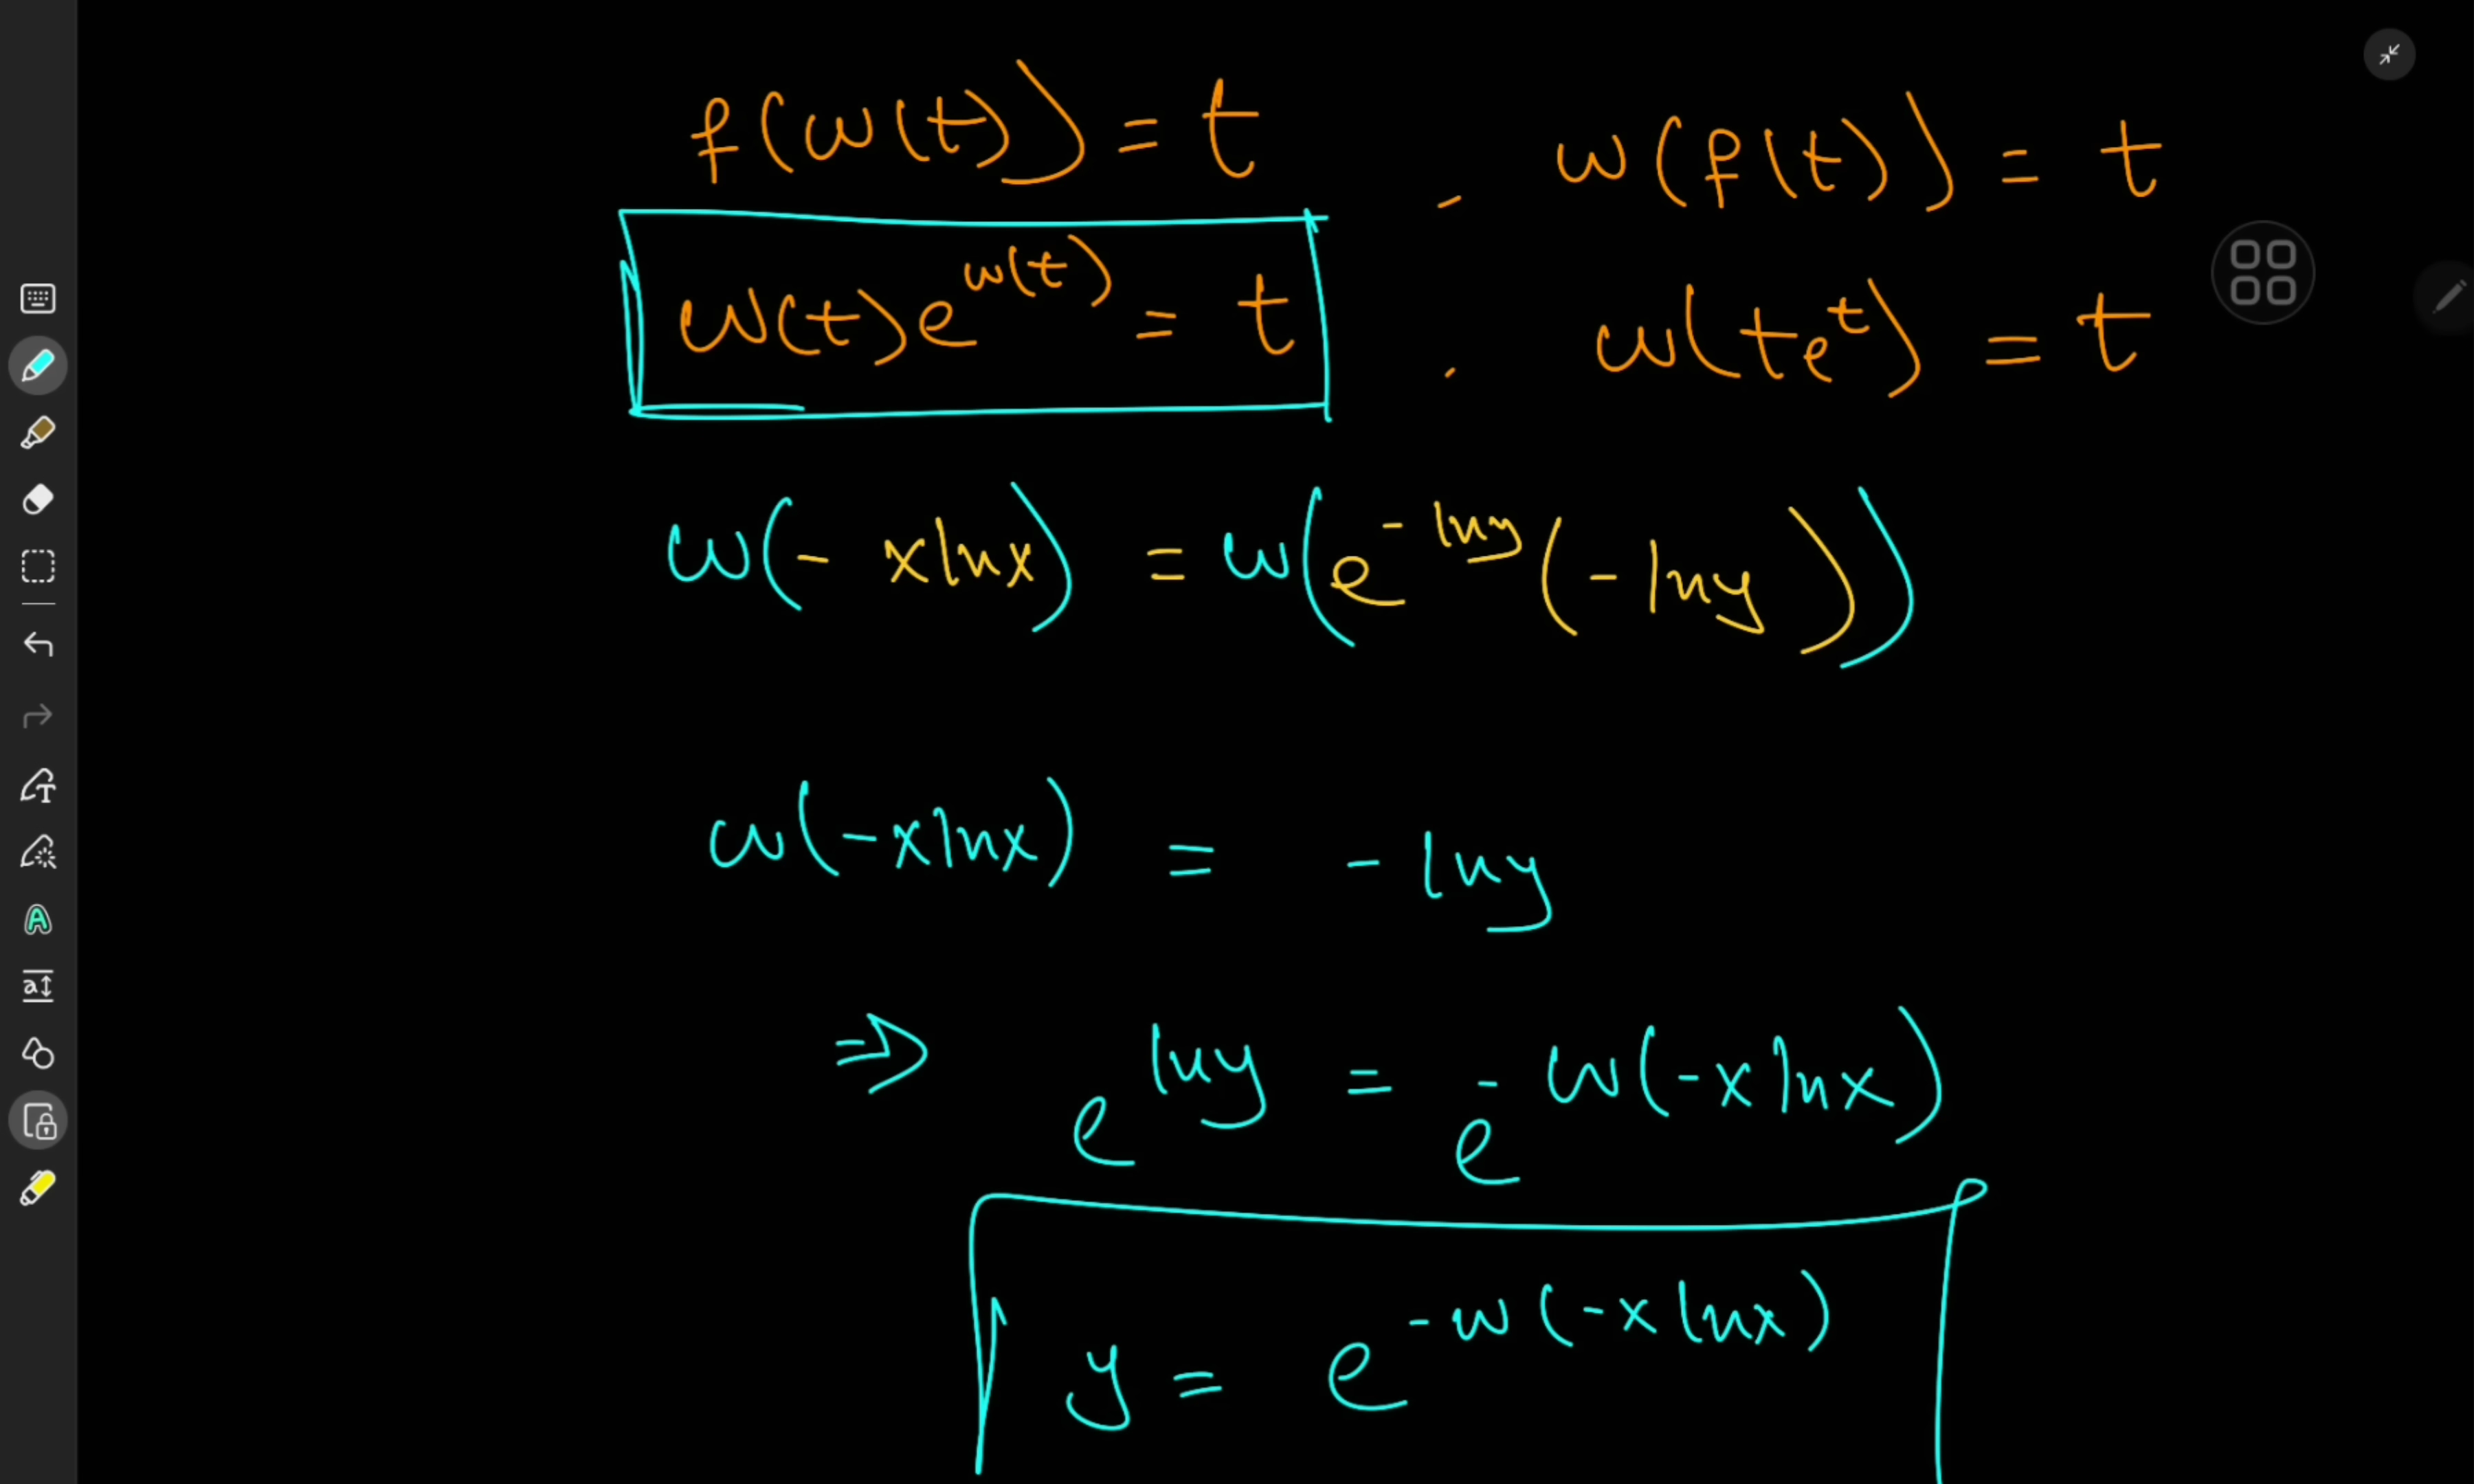 f(w(t)) = t . w(f(t)) = t
w(t)e^{w(t)} = t . w(te^t) = t
w(- x ln x) = w(e^{- ln y}(- ln y))
w(-x ln x) = - ln y
⇒ e^{ln y} = e^{- w(-x ln x)}
y = e^{-w(-x ln x)}
T
A
a